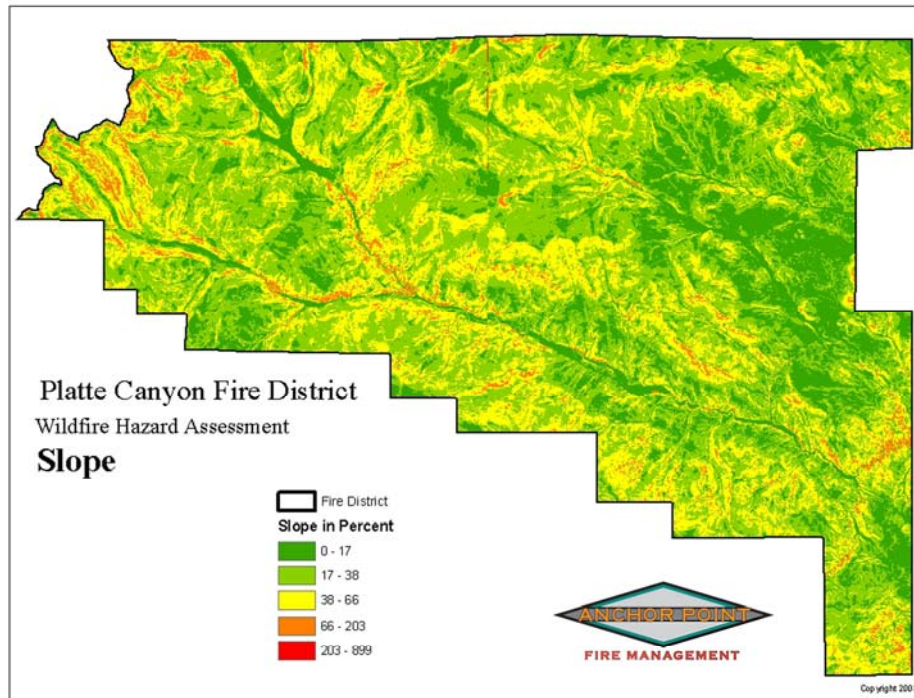 Platte Canyon Fire District
Wildfire Hazard Assessment
Slope
Fire District
Slope in Percent
0 - 17
17 - 38
38 - 66
66 - 203
203 - 899
ANCHOR POINT
FIRE MANAGEMENT
Copyright